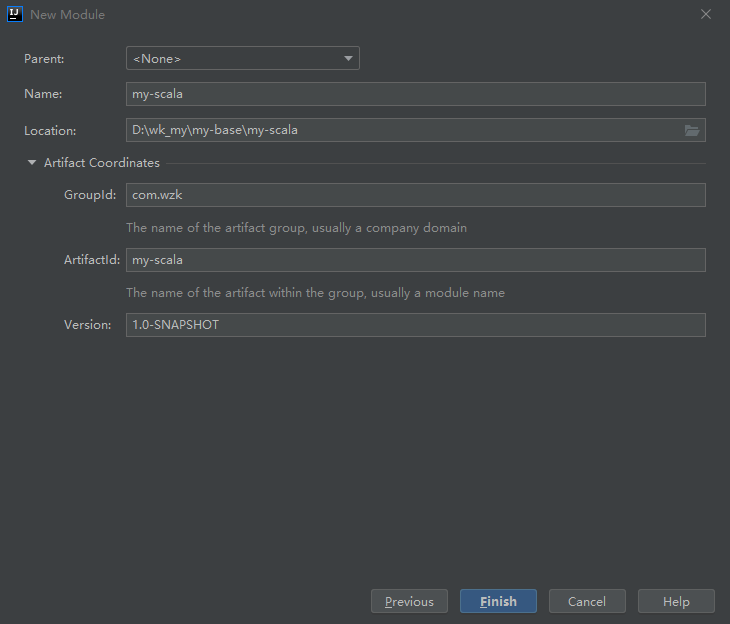 IJ New Module
Parent: <None>
Name: my-scala
Location: D:\wk_my\my-base\my-scala
Artifact Coordinates
GroupId: com.wzk
The name of the artifact group, usually a company domain
ArtifactId: my-scala
The name of the artifact within the group, usually a module name
Version: 1.0-SNAPSHOT
Previous Finish Cancel Help